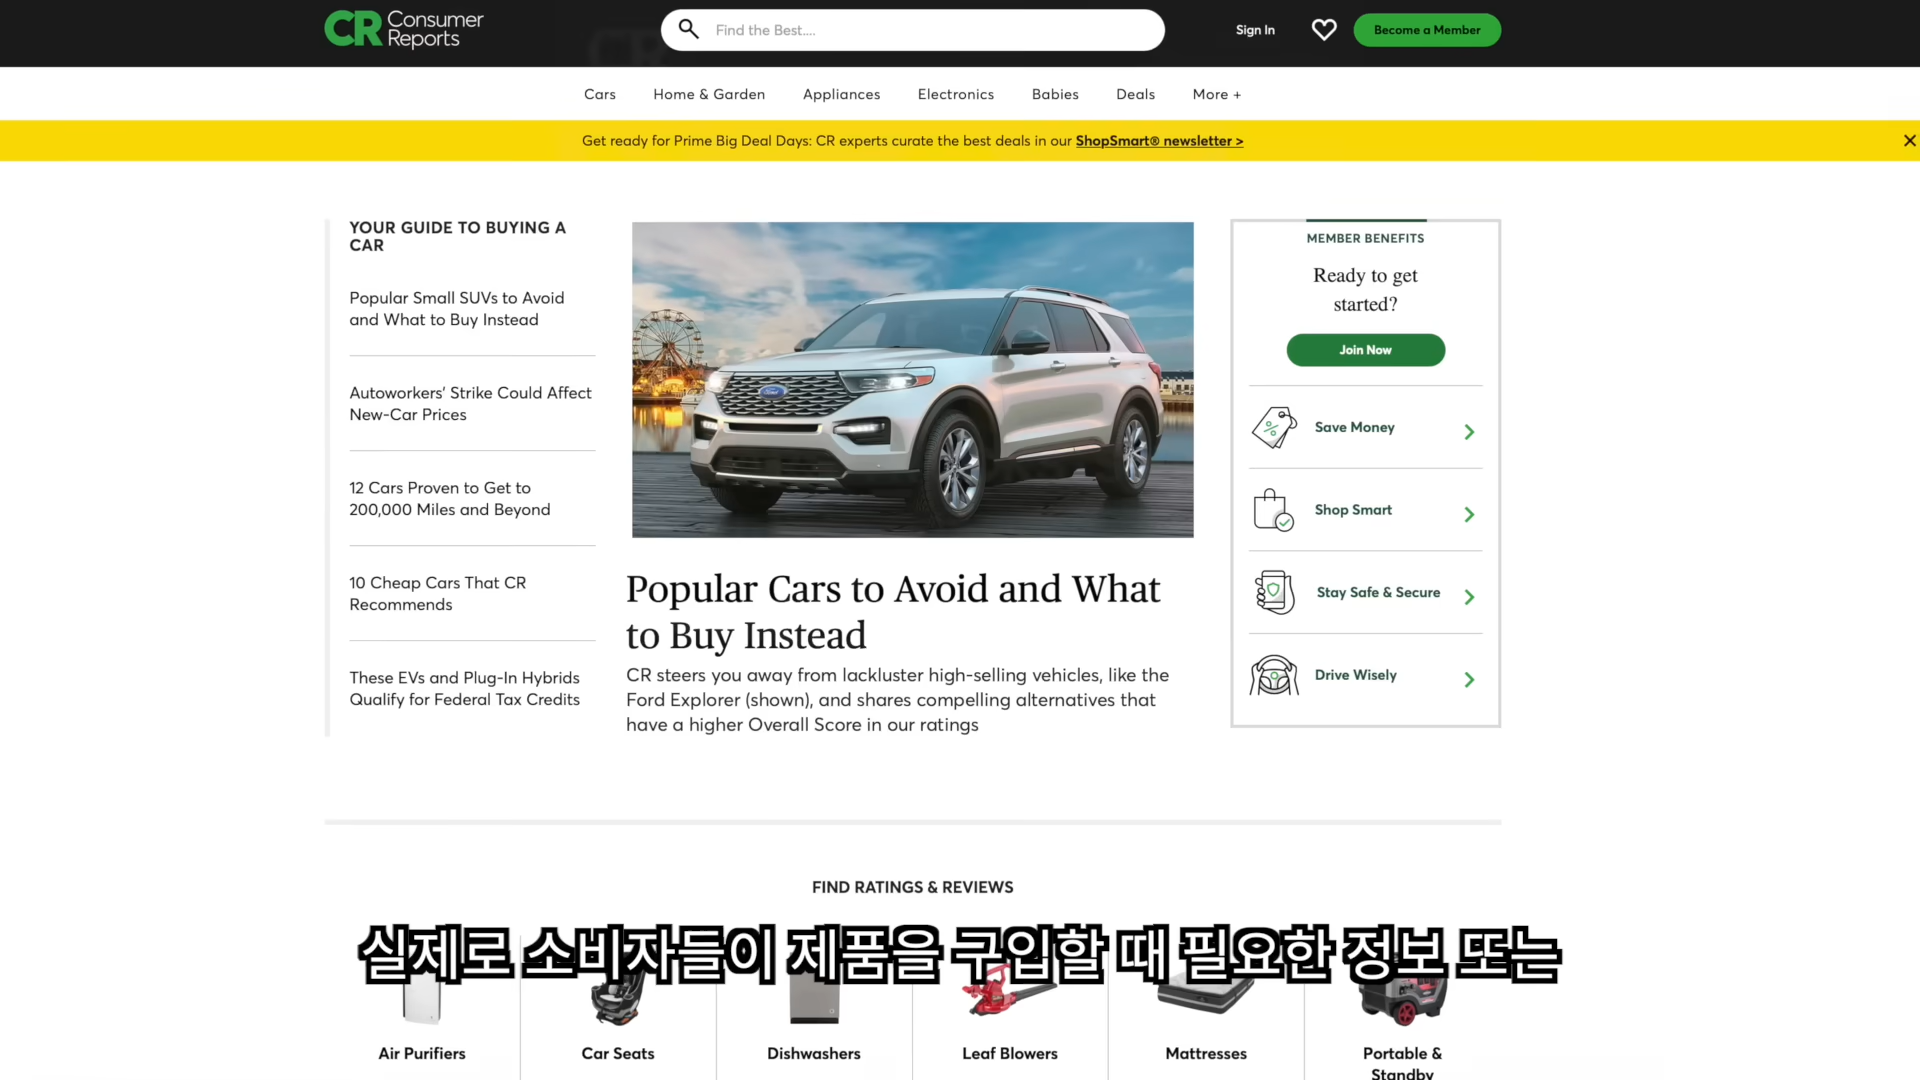 CR Consumer
Reports
Find the Best....
Sign In
Become a Member
Cars
Home & Garden
Appliances
Electronics
Babies
Deals
More +
Get ready for Prime Big Deal Days: CR experts curate the best deals in our ShopSmart® newsletter >
YOUR GUIDE TO BUYING A
CAR
Popular Small SUVs to Avoid
and What to Buy Instead
Autoworkers' Strike Could Affect
New-Car Prices
12 Cars Proven to Get to
200,000 Miles and Beyond
10 Cheap Cars That CR
Recommends
These EVs and Plug-In Hybrids
Qualify for Federal Tax Credits
Ford
Popular Cars to Avoid and What
to Buy Instead
CR steers you away from lackluster high-selling vehicles, like the
Ford Explorer (shown), and shares compelling alternatives that
have a higher Overall Score in our ratings
MEMBER BENEFITS
Ready to get
started?
Join Now
Save Money
Shop Smart
Stay Safe & Secure
Drive Wisely
FIND RATINGS & REVIEWS
실제로 소비자들이 제품을 구입할 때 필요한 정보 또는
Air Purifiers
Car Seats
Dishwashers
Leaf Blowers
Mattresses
Portable &
Standby